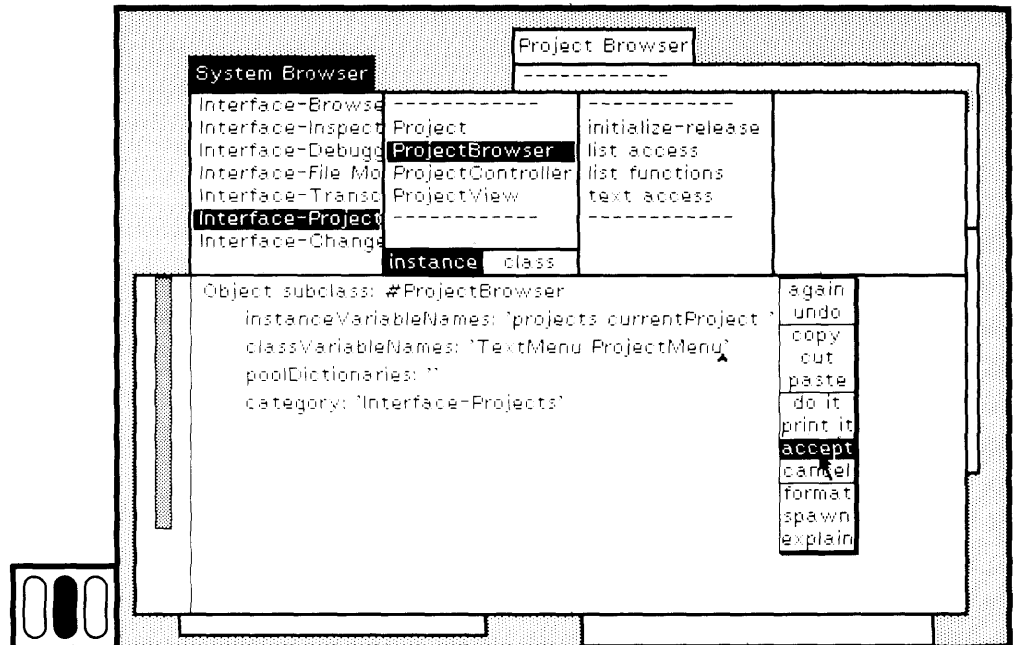 Project Browser
------------
System Browser
Interface-Browse
Interface-Inspect
Interface-Debugg
Interface-File Mo
Interface-Transc
Interface-Project
Interface-Change
------------
Project
ProjectBrowser
ProjectController
ProjectView
------------
instance class
------------
initialize-release
list access
list functions
text access
------------
Object subclass: #ProjectBrowser
instanceVariableNames: 'projects currentProject '
classVariableNames: 'TextMenu ProjectMenu'
poolDictionaries: ''
category: 'Interface-Projects'
again
undo
copy
cut
paste
do it
print it
accept
cancel
format
spawn
explain